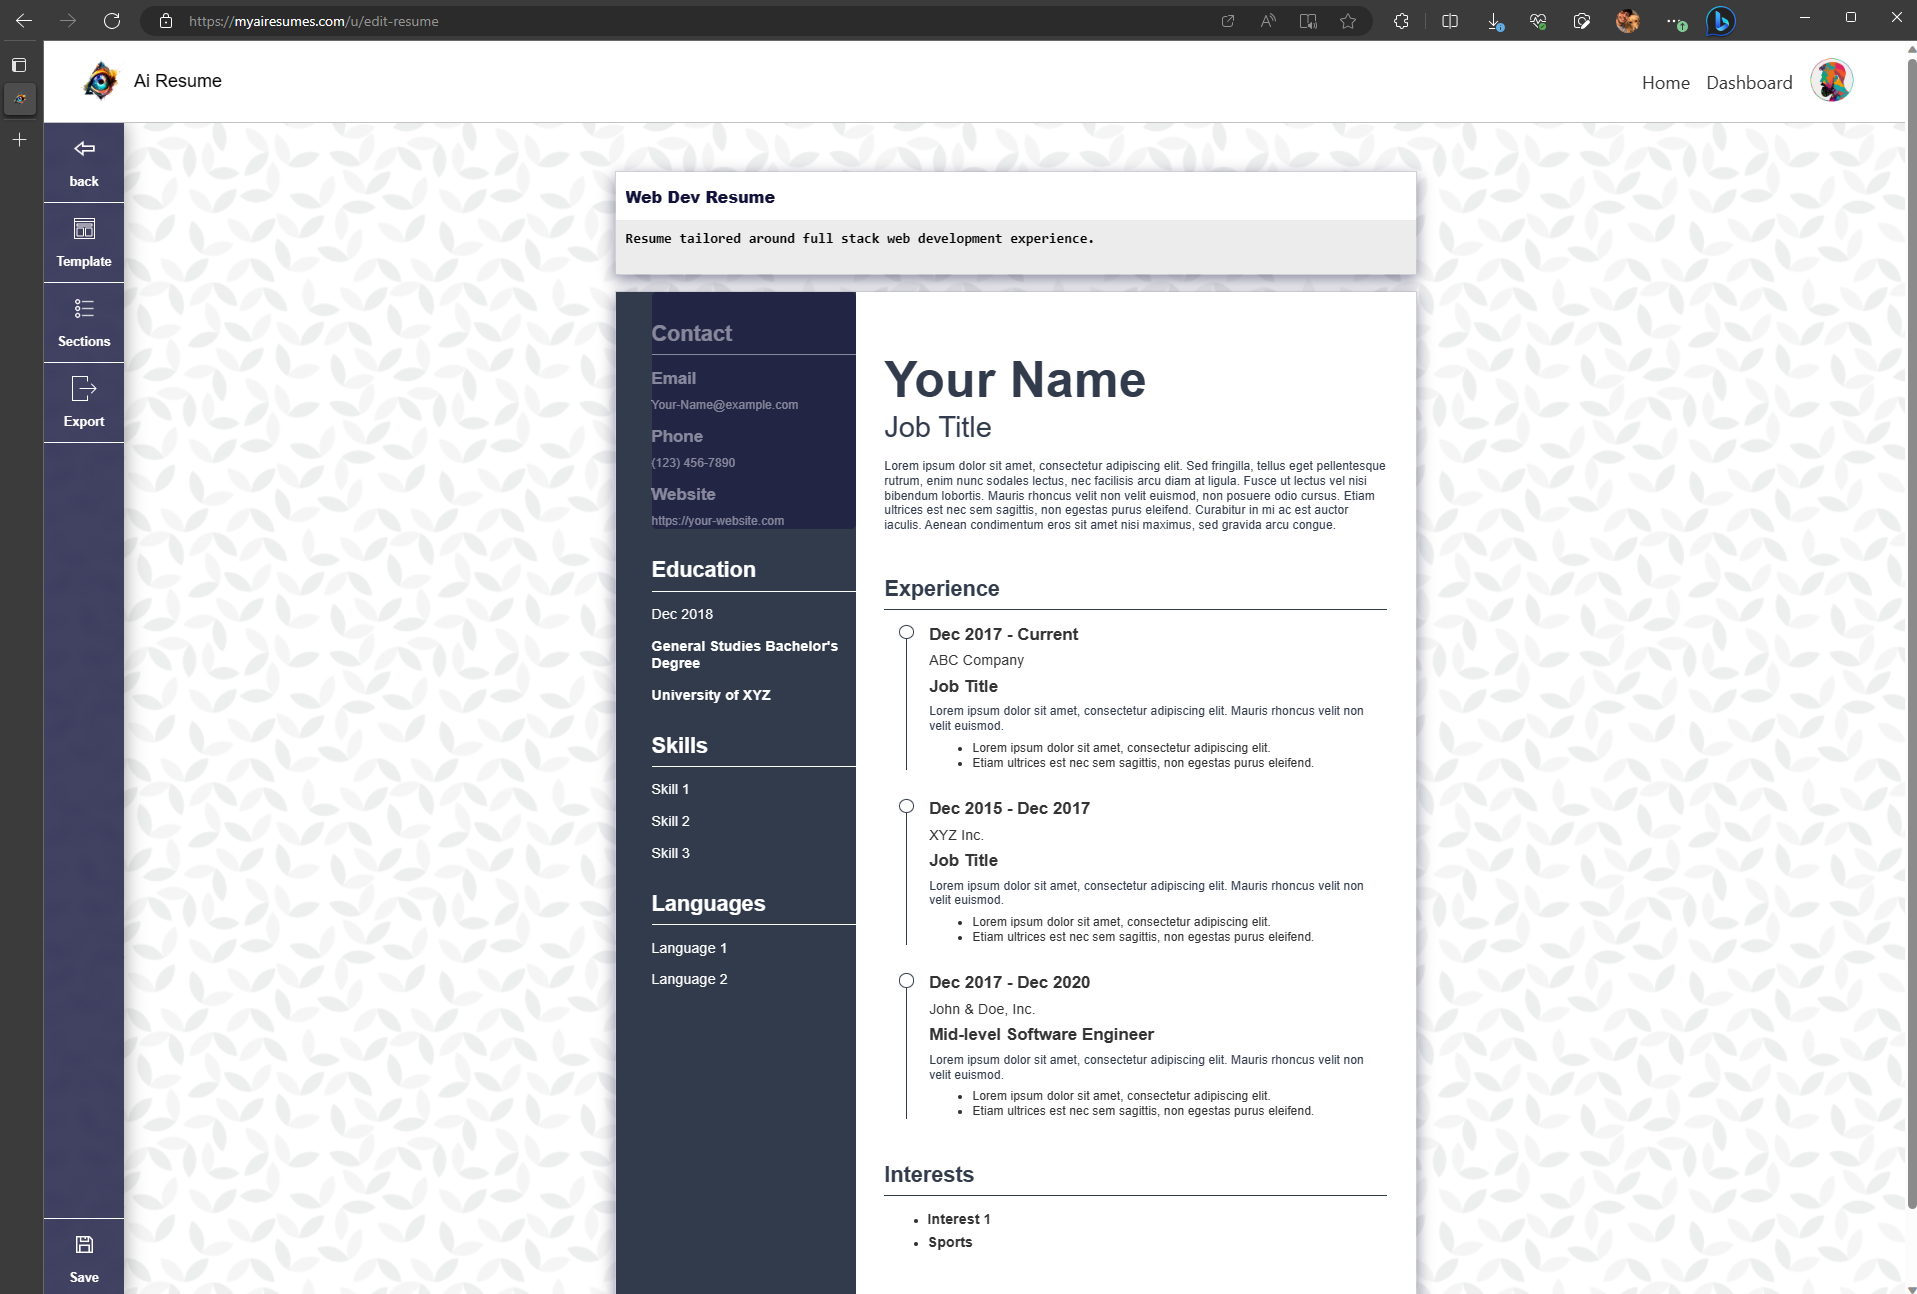 https://myairesumes.com/u/edit-resume
Ai Resume
Home
Dashboard
back
Template
Sections
Export
Save
Web Dev Resume
Resume tailored around full stack web development experience.
Contact
Email
Your-Name@example.com
Phone
(123) 456-7890
Website
https://your-website.com
Education
Dec 2018
General Studies Bachelor's
Degree
University of XYZ
Skills
Skill 1
Skill 2
Skill 3
Languages
Language 1
Language 2
Your Name
Job Title
Lorem ipsum dolor sit amet, consectetur adipiscing elit. Sed fringilla, tellus eget pellentesque
rutrum, enim nunc sodales lectus, nec facilisis arcu diam at ligula. Fusce ut lectus vel nisi
bibendum lobortis. Mauris rhoncus velit non velit euismod, non posuere odio cursus. Etiam
ultrices est nec sem sagittis, non egestas purus eleifend. Curabitur in mi ac est auctor
iaculis. Aenean condimentum eros sit amet nisi maximus, sed gravida arcu congue.
Experience
Dec 2017 - Current
ABC Company
Job Title
Lorem ipsum dolor sit amet, consectetur adipiscing elit. Mauris rhoncus velit non
velit euismod.
• Lorem ipsum dolor sit amet, consectetur adipiscing elit.
• Etiam ultrices est nec sem sagittis, non egestas purus eleifend.
Dec 2015 - Dec 2017
XYZ Inc.
Job Title
Lorem ipsum dolor sit amet, consectetur adipiscing elit. Mauris rhoncus velit non
velit euismod.
• Lorem ipsum dolor sit amet, consectetur adipiscing elit.
• Etiam ultrices est nec sem sagittis, non egestas purus eleifend.
Dec 2017 - Dec 2020
John & Doe, Inc.
Mid-level Software Engineer
Lorem ipsum dolor sit amet, consectetur adipiscing elit. Mauris rhoncus velit non
velit euismod.
• Lorem ipsum dolor sit amet, consectetur adipiscing elit.
• Etiam ultrices est nec sem sagittis, non egestas purus eleifend.
Interests
• Interest 1
• Sports